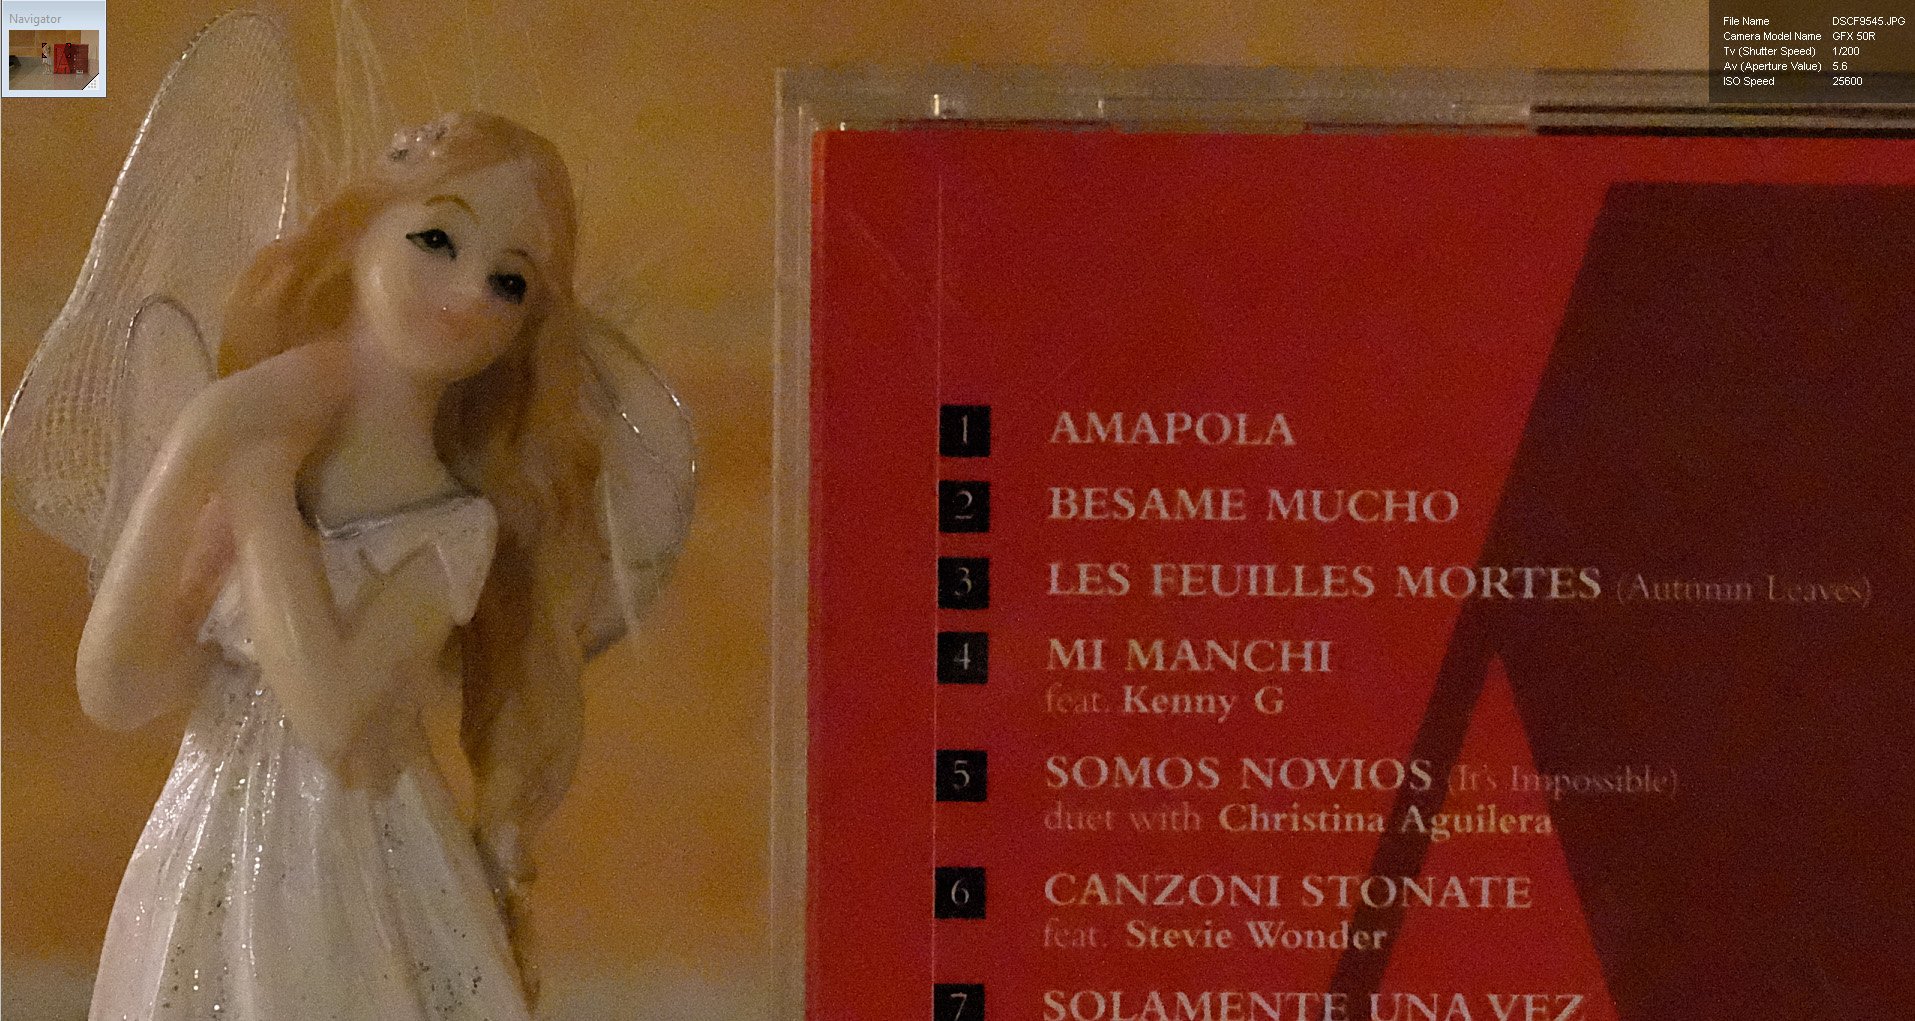 Navigator
File Name DSCF9545.JPG
Camera Model Name GFX 50R
Tv (Shutter Speed) 1/200
Av (Aperture Value) 5.6
ISO Speed 25600
1 AMAPOLA
2 BESAME MUCHO
3 LES FEUILLES MORTES (Autumn Leaves)
4 MI MANCHI
feat. Kenny G
5 SOMOS NOVIOS (It's Impossible)
duet with Christina Aguilera
6 CANZONI STONATE
feat. Stevie Wonder
7 SOLAMENTE UNA VEZ